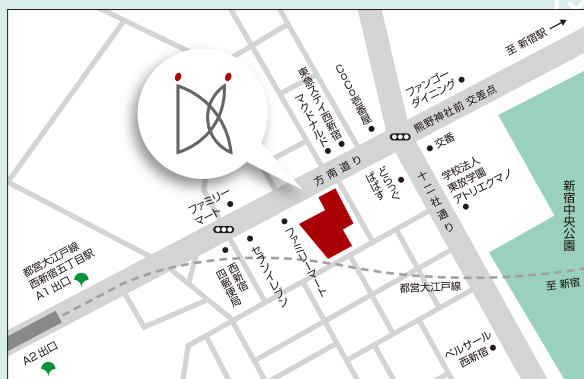 至 新宿駅
ファンゴー
ダイニング
熊野神社前 交差点
交番
CoCo壱番屋
東急ステイ西新宿
マクドナルド
方南道り
どらっぐ
ぱぱす
十二社通り
学校法人
東放学園
アトリエクマノ
新宿中央公園
ファミリー
マート
都営大江戸線
西新宿五丁目駅
A1 出口
西新宿
四郵便局
セブンイレブン
ファミリーマート
都営大江戸線
至 新宿
A2 出口
ベルサール
西新宿